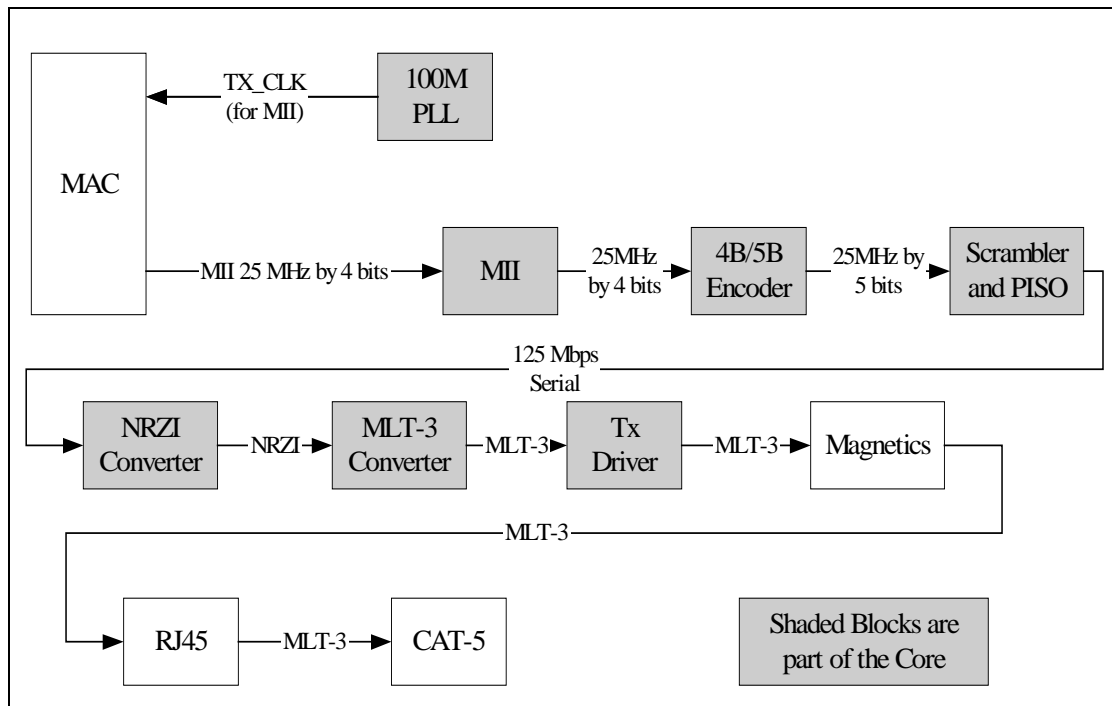 TX_CLK
(for MII)
100M
PLL
MAC
MII 25 MHz by 4 bits
MII
25MHz
by 4 bits
4B/5B
Encoder
25MHz by
5 bits
Scrambler
and PISO
125 Mbps
Serial
NRZI
Converter
NRZI
MLT-3
Converter
MLT-3
Tx
Driver
MLT-3
Magnetics
MLT-3
RJ45
MLT-3
CAT-5
Shaded Blocks are
part of the Core